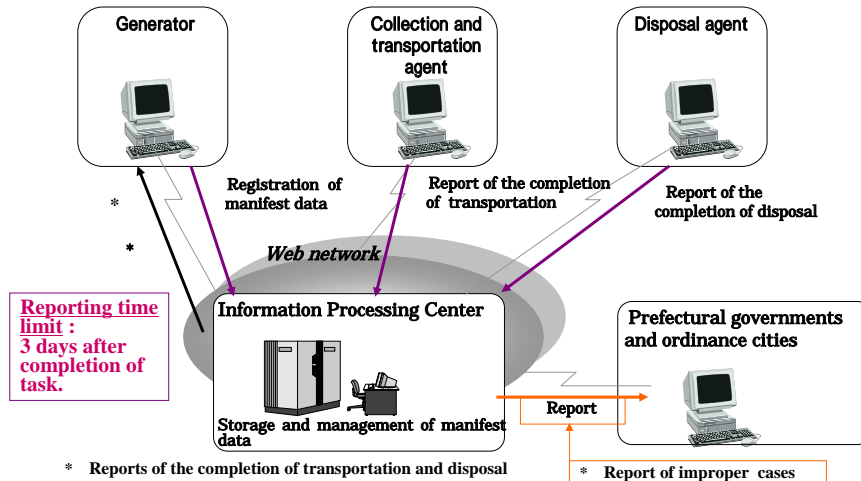 Generator
Collection and
transportation
agent
Disposal agent
Registration of
manifest data
Report of the completion
of transportation
Report of the
completion of disposal
*
*
Web network
Reporting time
limit :
3 days after
completion of
task.
Information Processing Center
Storage and management of manifest
data
Report
Prefectural governments
and ordinance cities
* Reports of the completion of transportation and disposal
* Report of improper cases